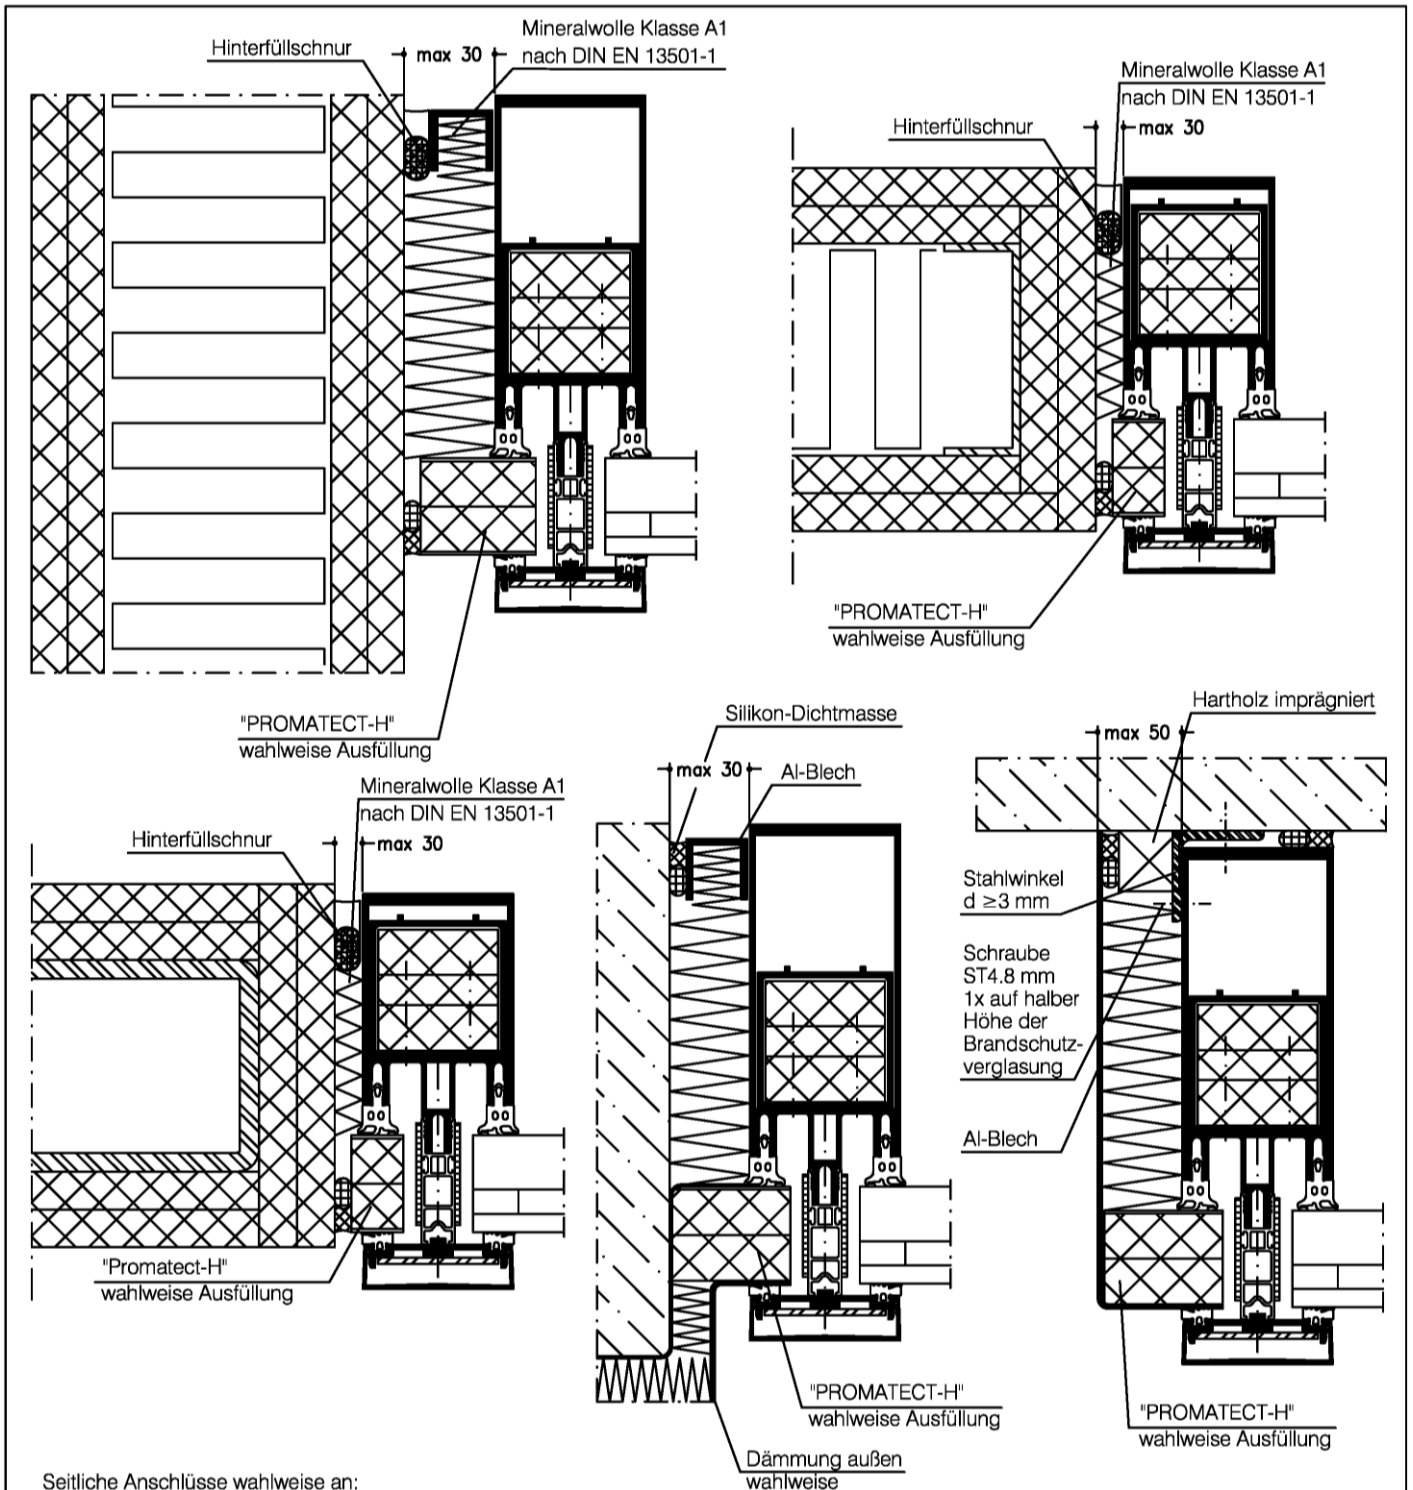 Hinterfüllschnur
max 30
Mineralwolle Klasse A1
nach DIN EN 13501-1
"PROMATECT-H"
wahlweise Ausfüllung
Mineralwolle Klasse A1
nach DIN EN 13501-1
Hinterfüllschnur
max 30
"PROMATECT-H"
wahlweise Ausfüllung
Mineralwolle Klasse A1
nach DIN EN 13501-1
Hinterfüllschnur
max 30
"Promatect-H"
wahlweise Ausfüllung
Silikon-Dichtmasse
max 30
Al-Blech
"PROMATECT-H"
wahlweise Ausfüllung
Dämmung außen
wahlweise
Hartholz imprägniert
max 50
Stahlwinkel
d ≥3 mm
Schraube
ST4.8 mm
1x auf halber
Höhe der
Brandschutz-
verglasung
Al-Blech
"PROMATECT-H"
wahlweise Ausfüllung
Seitliche Anschlüsse wahlweise an: